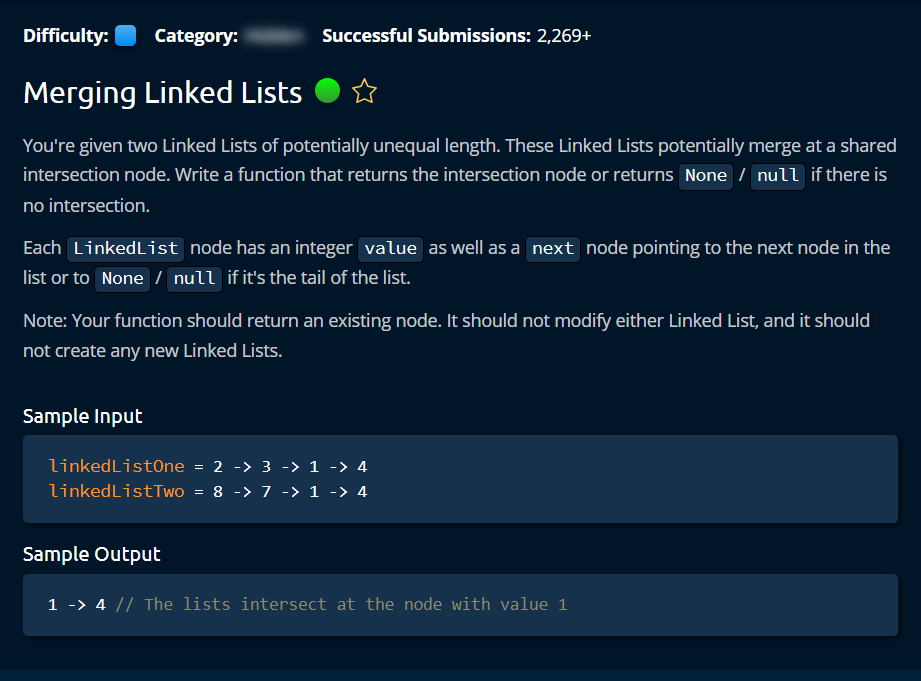 Difficulty: Category: Successful Submissions: 2,269+
Merging Linked Lists
You're given two Linked Lists of potentially unequal length. These Linked Lists potentially merge at a shared
intersection node. Write a function that returns the intersection node or returns None / null if there is
no intersection.
Each LinkedList node has an integer value as well as a next node pointing to the next node in the
list or to None / null if it's the tail of the list.
Note: Your function should return an existing node. It should not modify either Linked List, and it should
not create any new Linked Lists.
Sample Input
linkedListOne = 2 -> 3 -> 1 -> 4
linkedListTwo = 8 -> 7 -> 1 -> 4
Sample Output
1 -> 4 // The lists intersect at the node with value 1